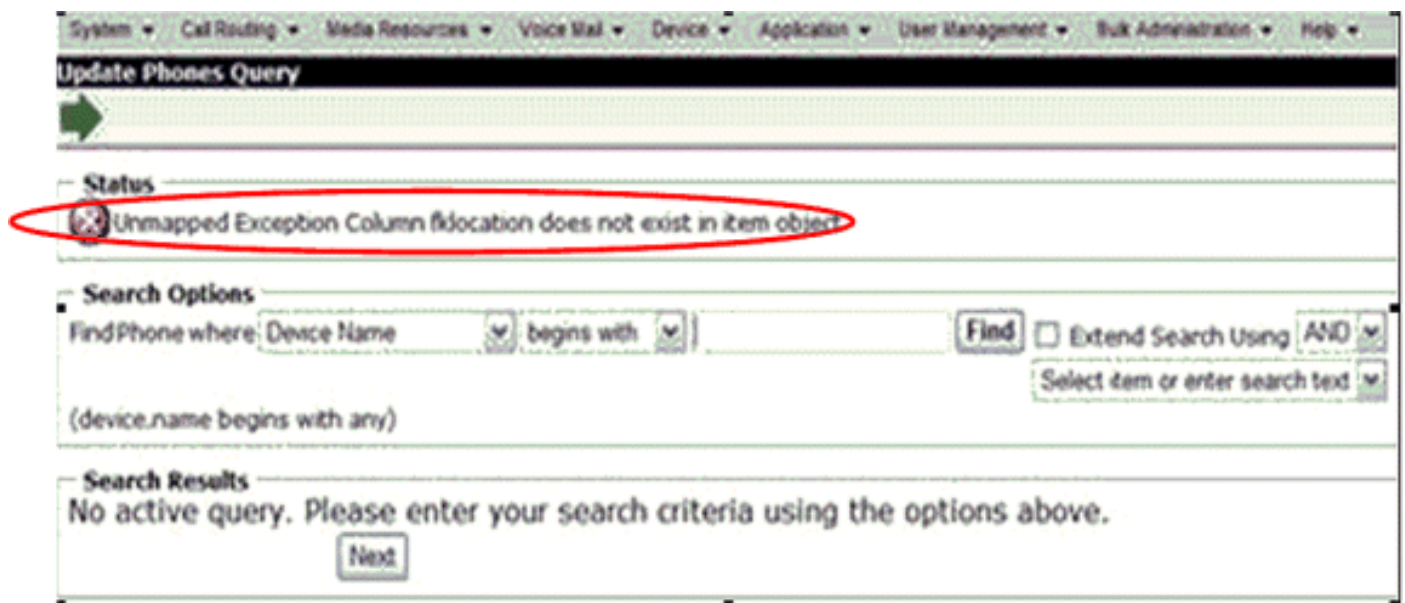 System Call Routing Media Resources Voice Mail Device Application User Management Bulk Administration Help
Update Phones Query
Status
Unmapped Exception Column fklocation does not exist in item object
Search Options
Find Phone where Device Name begins with Find Extend Search Using AND
Select item or enter search text
(device.name begins with any)
Search Results
No active query. Please enter your search criteria using the options above.
Next